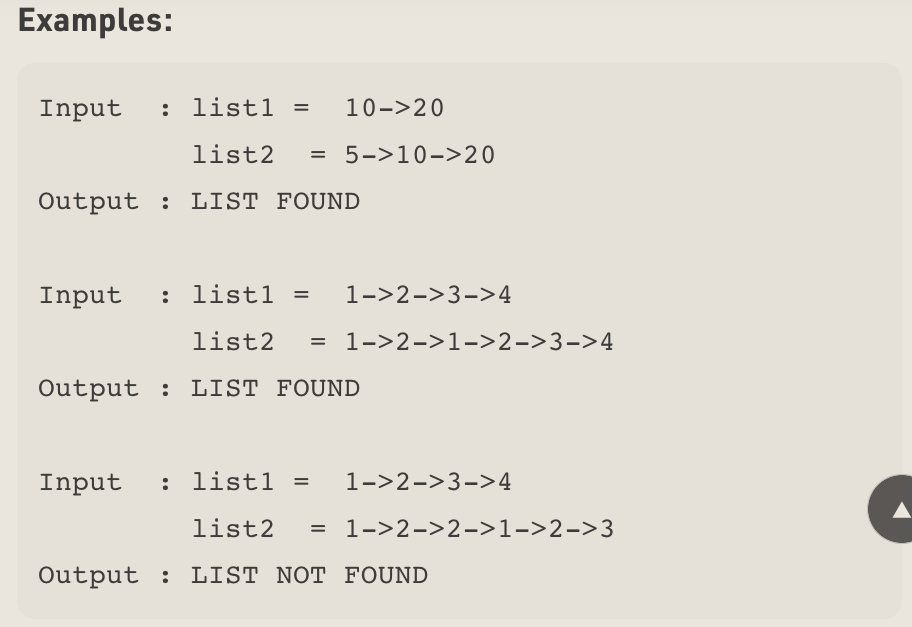 Examples:
Input  : list1 =  10->20
         list2  = 5->10->20
Output : LIST FOUND
Input  : list1 =  1->2->3->4
         list2  = 1->2->1->2->3->4
Output : LIST FOUND
Input  : list1 =  1->2->3->4
         list2  = 1->2->2->1->2->3
Output : LIST NOT FOUND